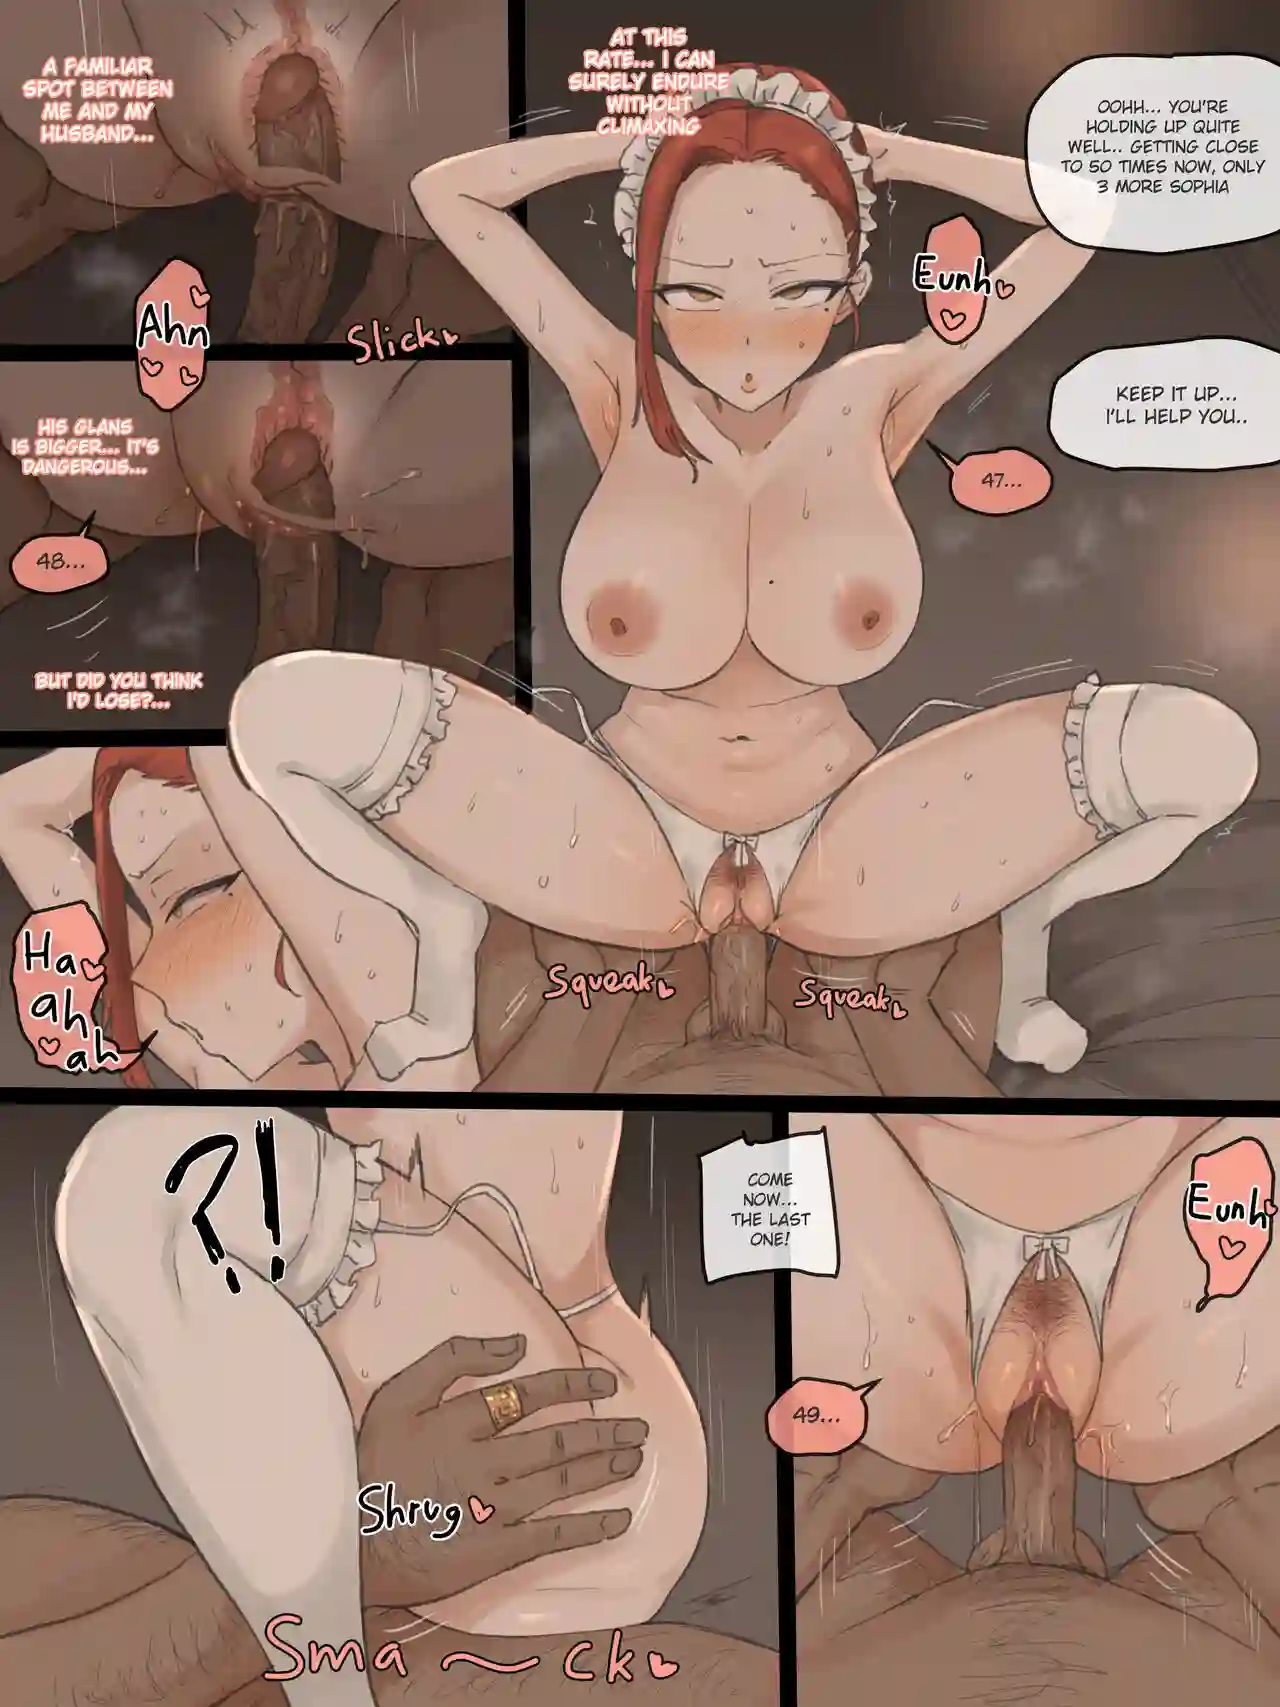 A FAMILIAR
SPOT BETWEEN
ME AND MY
HUSBAND...
AT THIS
RATE... I CAN
SURELY ENDURE
WITHOUT
CLIMAXING
OOHH... YOU'RE
HOLDING UP QUITE
WELL.. GETTING CLOSE
TO 50 TIMES NOW, ONLY
3 MORE SOPHIA
Eunh
Ahn
Slick
KEEP IT UP...
I'LL HELP YOU..
47...
HIS GLANS
IS BIGGER... IT'S
DANGEROUS...
48...
BUT DID YOU THINK
I'D LOSE?...
Ha
ah
ah
Squeak
Squeak
?!
COME
NOW...
THE LAST
ONE!
Eunh
49...
Shrug
Sma~ck